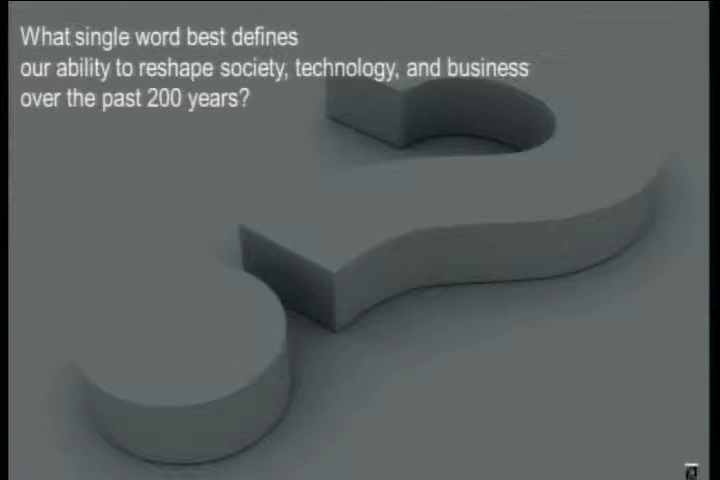 What single word best defines
our ability to reshape society, technology, and business
over the past 200 years?